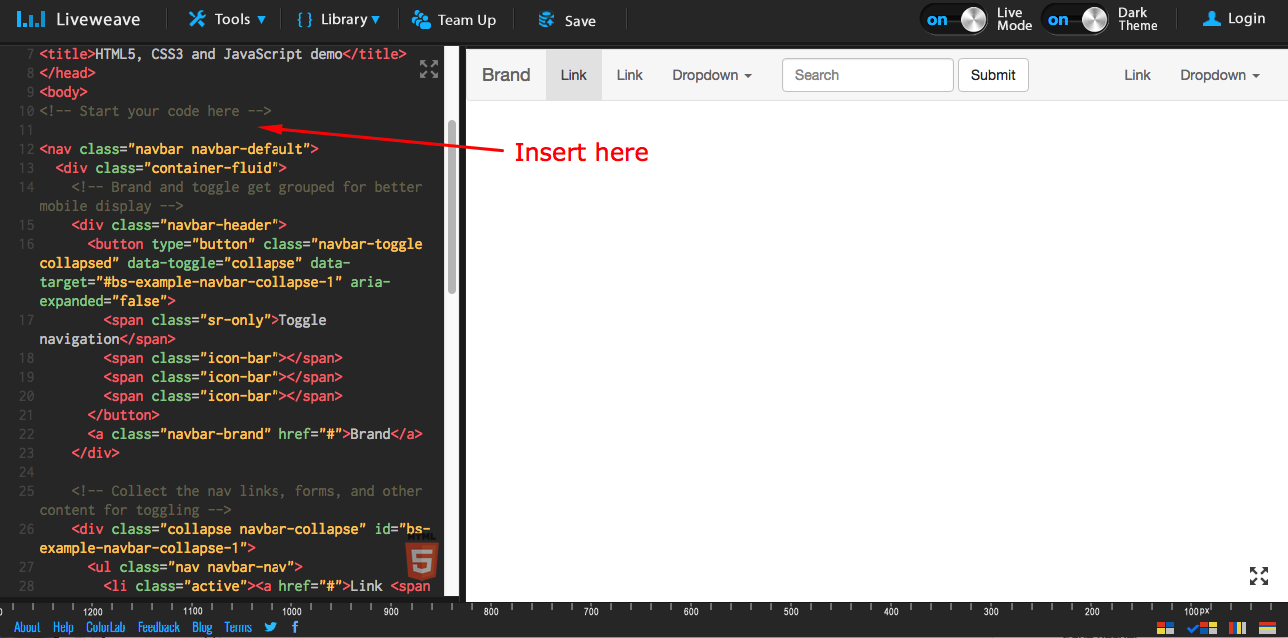 Liveweave Tools Library Team Up Save on Live Mode on Dark Theme Login
7 <title>HTML5, CSS3 and JavaScript demo</title>
8 </head>
9 <body>
10 <!-- Start your code here -->
11
12 <nav class="navbar navbar-default">
13 <div class="container-fluid">
14 <!-- Brand and toggle get grouped for better
mobile display -->
15 <div class="navbar-header">
16 <button type="button" class="navbar-toggle
collapsed" data-toggle="collapse" data-
target="#bs-example-navbar-collapse-1" aria-
expanded="false">
17 <span class="sr-only">Toggle
navigation</span>
18 <span class="icon-bar"></span>
19 <span class="icon-bar"></span>
20 <span class="icon-bar"></span>
21 </button>
22 <a class="navbar-brand" href="#">Brand</a>
23 </div>
24
25 <!-- Collect the nav links, forms, and other
content for toggling -->
26 <div class="collapse navbar-collapse" id="bs-
example-navbar-collapse-1">
27 <ul class="nav navbar-nav">
28 <li class="active"><a href="#">Link <span
HTML
5
Brand Link Link Dropdown Search Submit Link Dropdown
Insert here
0 1200 1100 1000 900 800 700 600 500 400 300 200 100px
About Help ColorLab Feedback Blog Terms